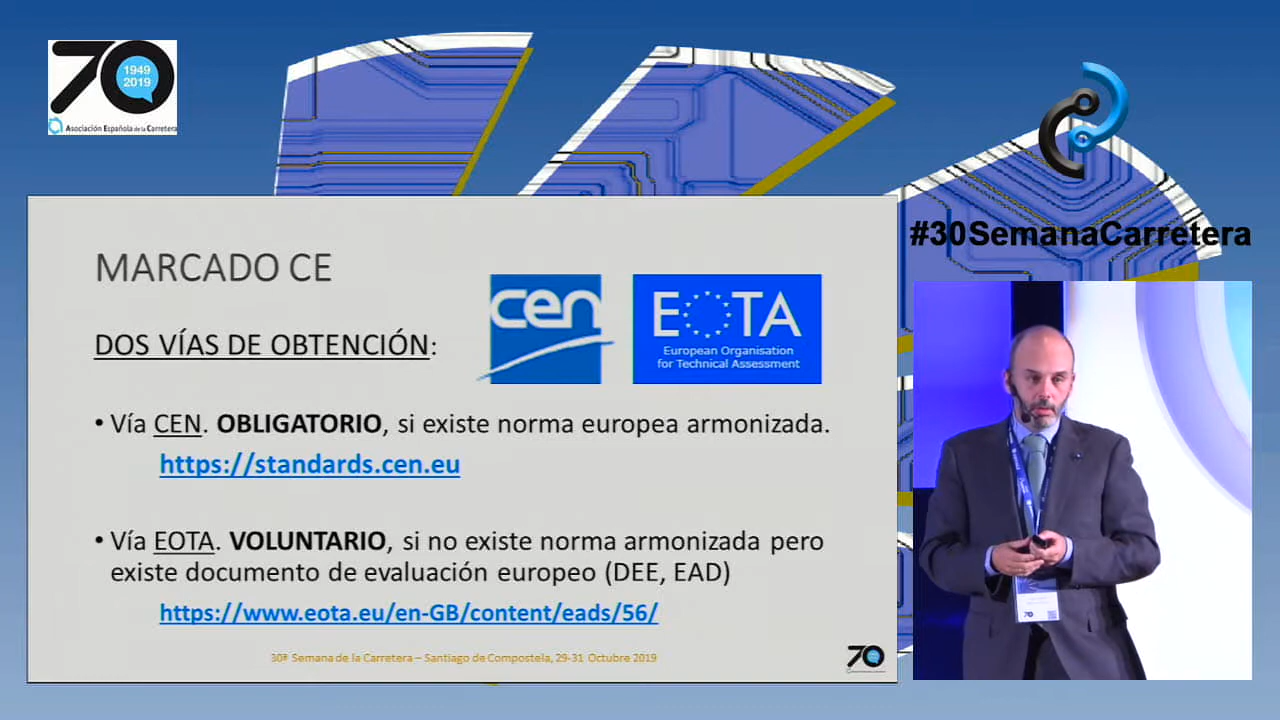 70
1949
2019
Asociación Española de la Carretera
#30SemanaCarretera
MARCADO CE
cen
EOTA
European Organisation
for Technical Assessment
DOS VÍAS DE OBTENCIÓN:
• Vía CEN. OBLIGATORIO, si existe norma europea armonizada.
https://standards.cen.eu
• Vía EOTA. VOLUNTARIO, si no existe norma armonizada pero
existe documento de evaluación europeo (DEE, EAD)
https://www.eota.eu/en-GB/content/eads/56/
30ª Semana de la Carretera – Santiago de Compostela, 29-31 Octubre 2019
70
70